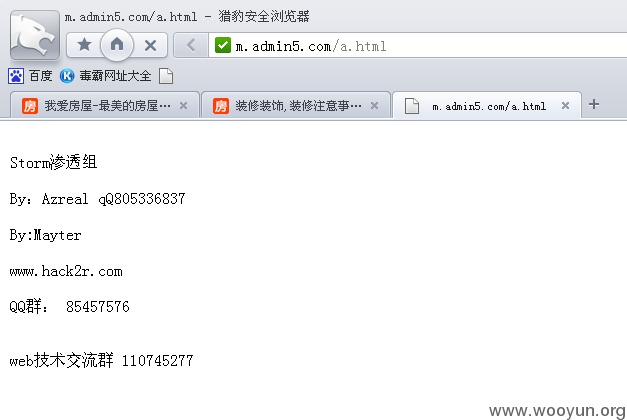 m.admin5.com/a.html - 猎豹安全浏览器
m.admin5.com/a.html
百度 毒霸网址大全
我爱房屋-最美的房屋··· 装修装饰,装修注意事··· m.admin5.com/a.html
Storm渗透组
By：Azreal qQ805336837
By:Mayter
www.hack2r.com
QQ群： 85457576
web技术交流群 110745277
www.wooyun.org